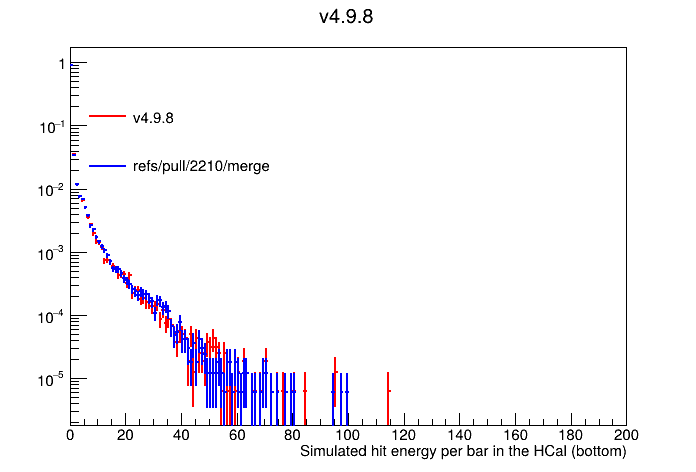 v4.9.8
1
10⁻¹
10⁻²
10⁻³
10⁻⁴
10⁻⁵
v4.9.8
refs/pull/2210/merge
0 20 40 60 80 100 120 140 160 180 200
Simulated hit energy per bar in the HCal (bottom)